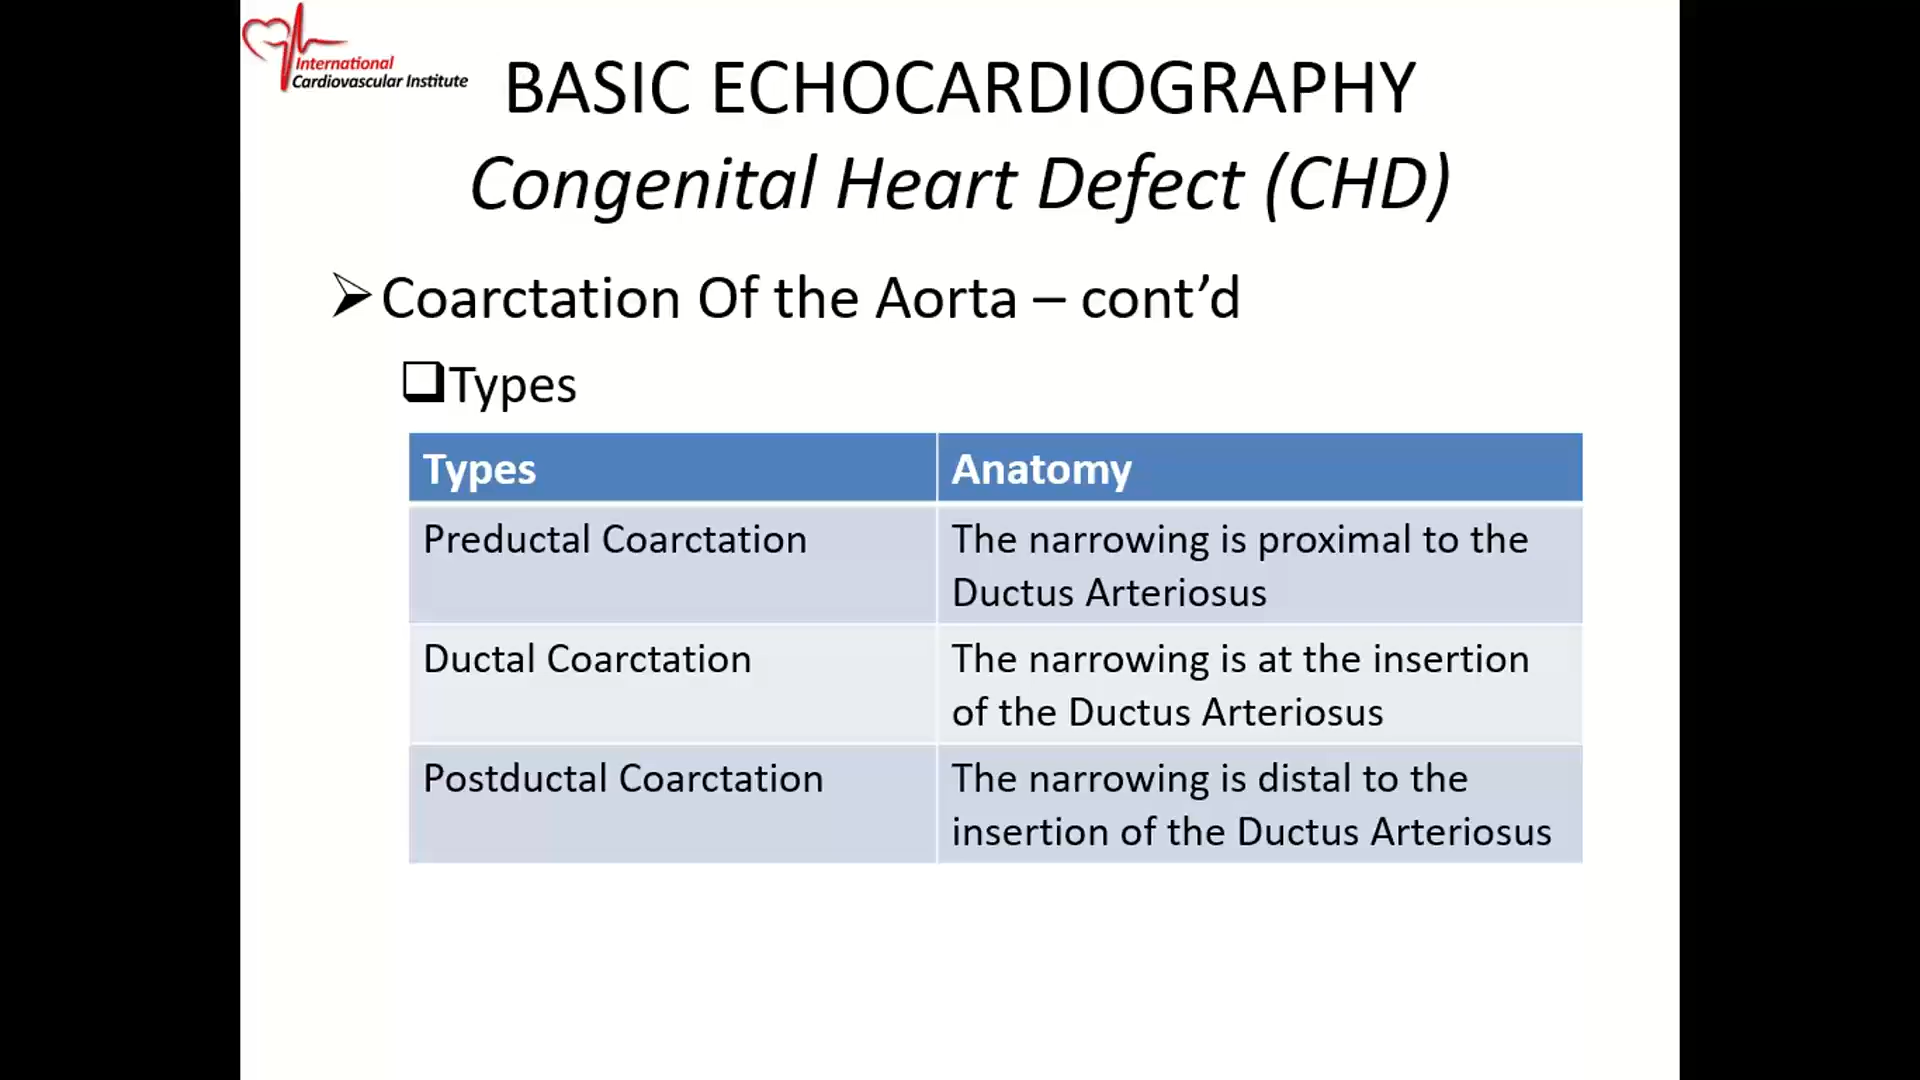 International
Cardiovascular Institute
BASIC ECHOCARDIOGRAPHY
Congenital Heart Defect (CHD)
Coarctation Of the Aorta – cont’d
Types
Types
Anatomy
Preductal Coarctation
The narrowing is proximal to the
Ductus Arteriosus
Ductal Coarctation
The narrowing is at the insertion
of the Ductus Arteriosus
Postductal Coarctation
The narrowing is distal to the
insertion of the Ductus Arteriosus